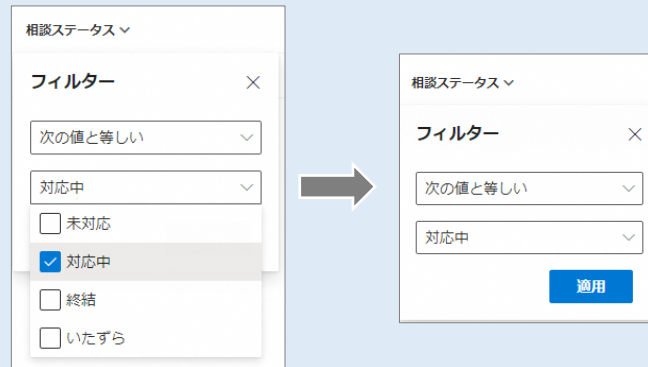 相談ステータス
フィルター
次の値と等しい
対応中
未対応
対応中
終結
いたずら
相談ステータス
フィルター
次の値と等しい
対応中
適用